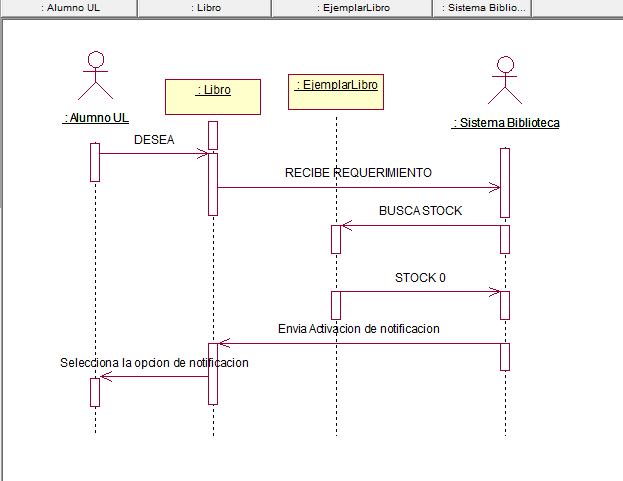 : Alumno UL
: Libro
: EjemplarLibro
: Sistema Biblio...
: Alumno UL
: Libro
: EjemplarLibro
: Sistema Biblioteca
DESEA
RECIBE REQUERIMIENTO
BUSCA STOCK
STOCK 0
Envia Activacion de notificacion
Selecciona la opcion de notificacion